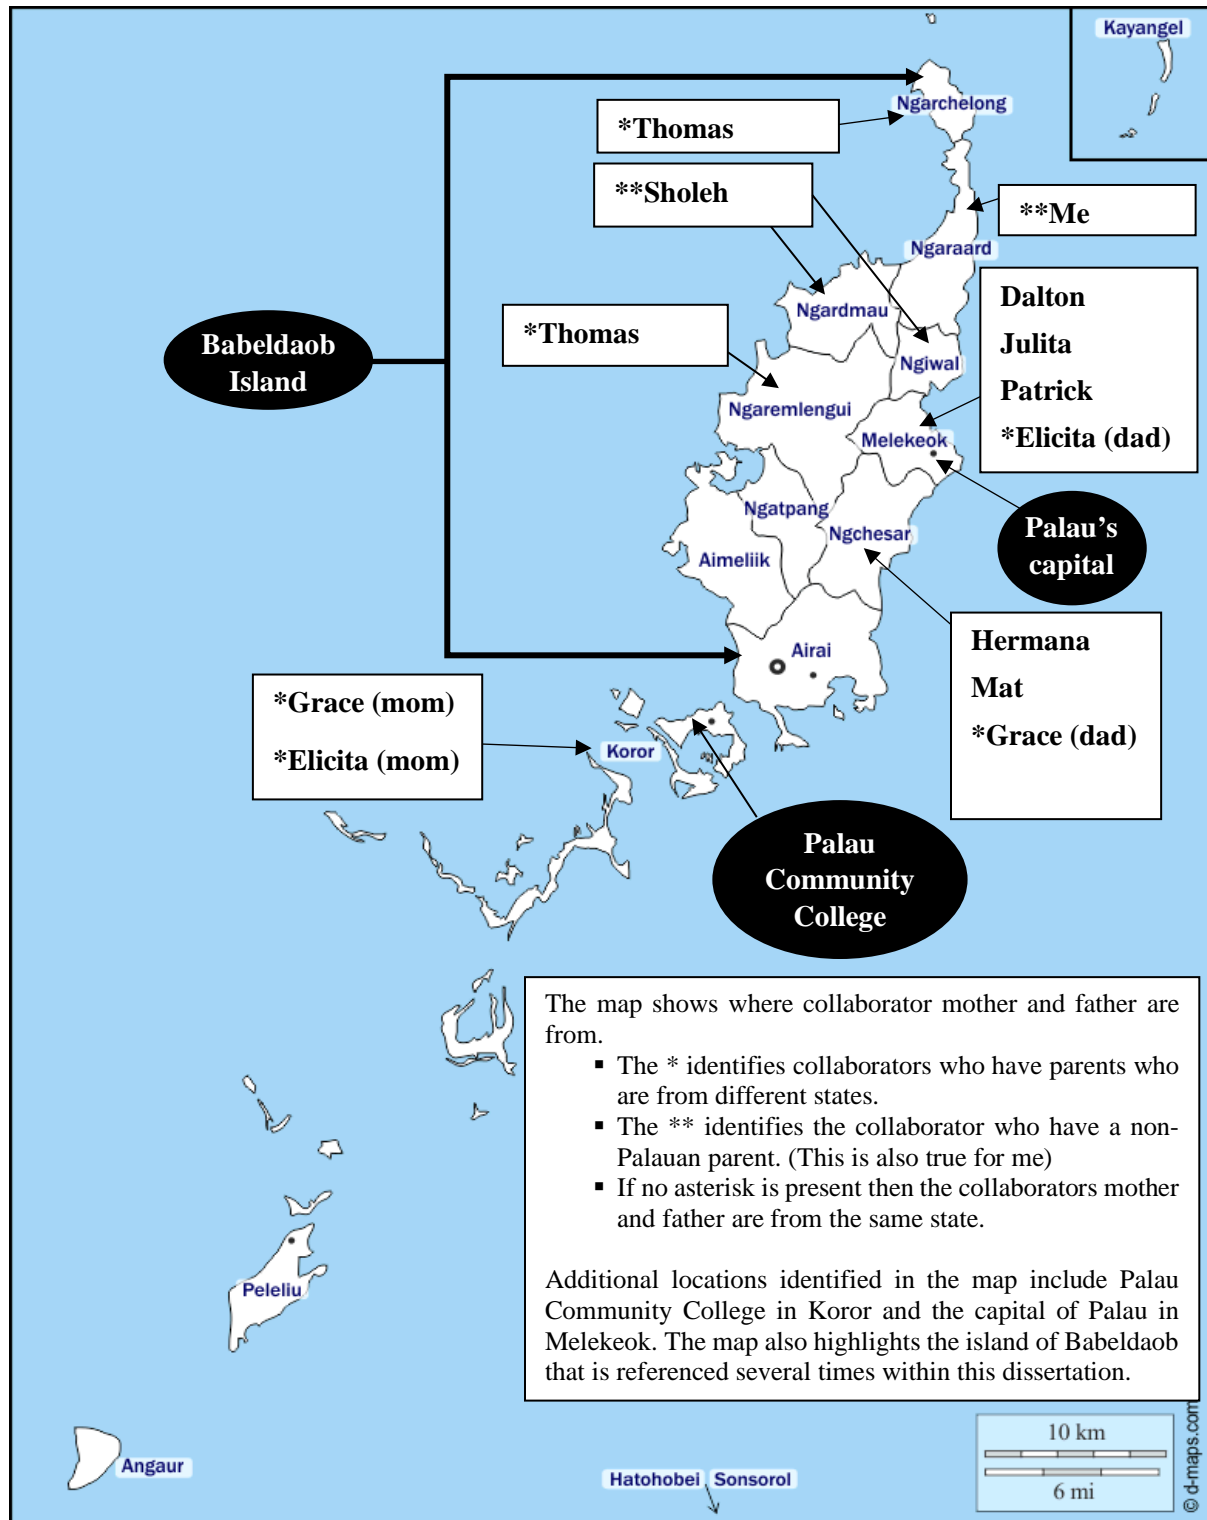 Kayangel
Ngarchelong
*Thomas
**Sholeh
**Me
Ngaraard
Dalton
Julita
Patrick
*Elicita (dad)
Ngardmau
*Thomas
Babeldaob
Island
Ngiwal
Ngaremlengui
Melekeok
Ngatpang
Ngchesar
Palau’s
capital
Aimeliik
Hermana
Mat
*Grace (dad)
Airai
*Grace (mom)
*Elicita (mom)
Koror
Palau
Community
College
The map shows where collaborator mother and father are
from.
▪ The * identifies collaborators who have parents who
are from different states.
▪ The ** identifies the collaborator who have a non-
Palauan parent. (This is also true for me)
▪ If no asterisk is present then the collaborators mother
and father are from the same state.
Additional locations identified in the map include Palau
Community College in Koror and the capital of Palau in
Melekeok. The map also highlights the island of Babeldaob
that is referenced several times within this dissertation.
Peleliu
Angaur
Hatohobei Sonsorol
10 km
6 mi
© d-maps.com